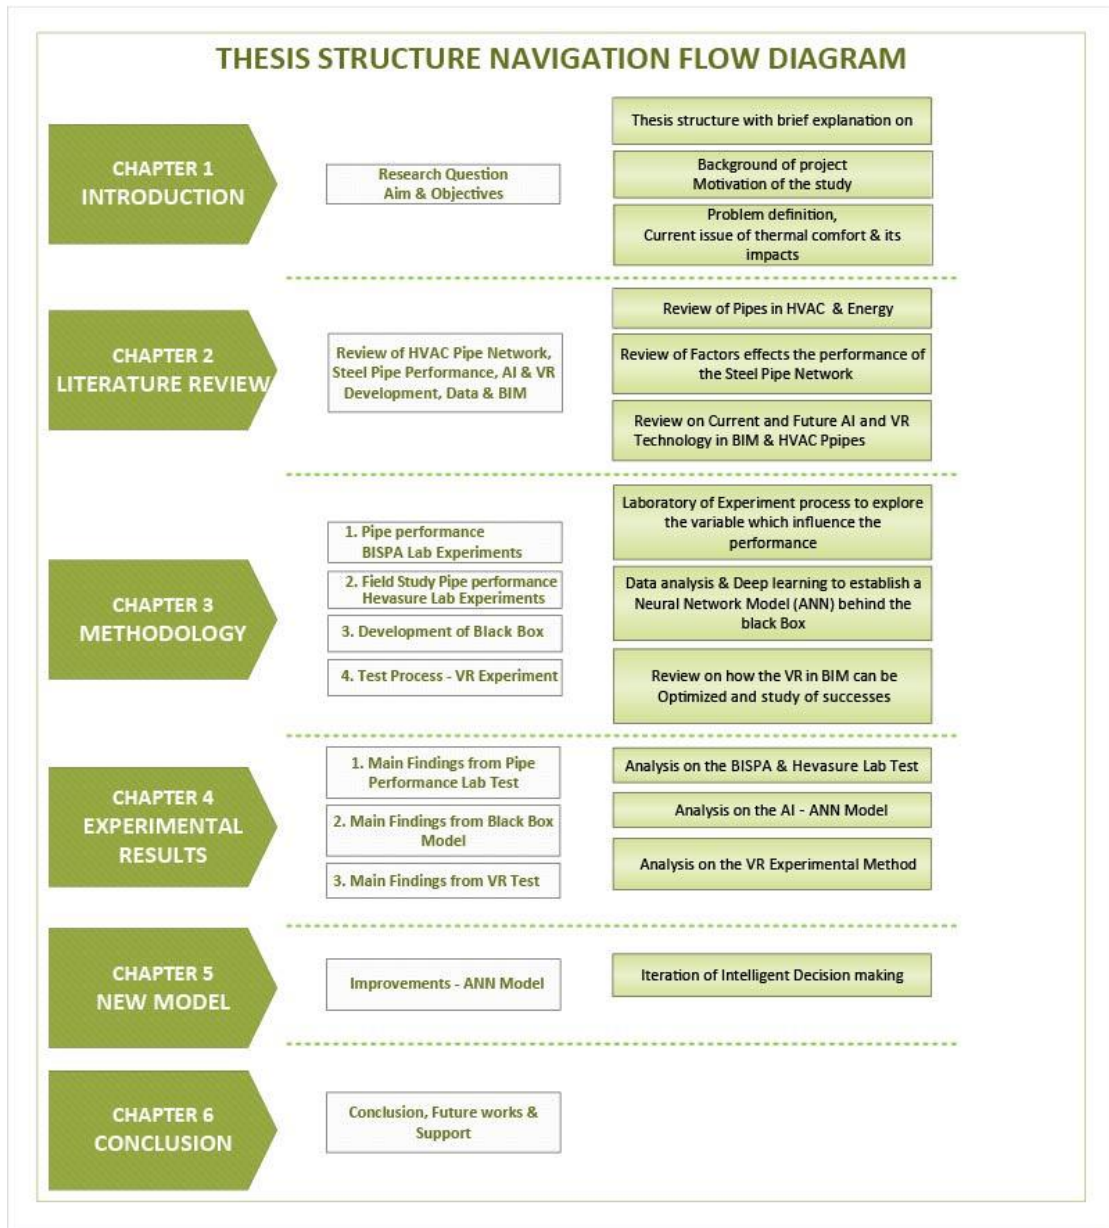 THESIS STRUCTURE NAVIGATION FLOW DIAGRAM
CHAPTER 1
INTRODUCTION
Research Question
Aim & Objectives
Thesis structure with brief explanation on
Background of project
Motivation of the study
Problem definition,
Current issue of thermal comfort & its
impacts
CHAPTER 2
LITERATURE REVIEW
Review of HVAC Pipe Network,
Steel Pipe Performance, AI & VR
Development, Data & BIM
Review of Pipes in HVAC & Energy
Review of Factors effects the performance of
the Steel Pipe Network
Review on Current and Future AI and VR
Technology in BIM & HVAC Ppipes
CHAPTER 3
METHODOLOGY
1. Pipe performance
BISPA Lab Experiments
2. Field Study Pipe performance
Hevasure Lab Experiments
3. Development of Black Box
4. Test Process - VR Experiment
Laboratory of Experiment process to explore
the variable which influence the
performance
Data analysis & Deep learning to establish a
Neural Network Model (ANN) behind the
black Box
Review on how the VR in BIM can be
Optimized and study of successes
CHAPTER 4
EXPERIMENTAL
RESULTS
1. Main Findings from Pipe
Performance Lab Test
2. Main Findings from Black Box
Model
3. Main Findings from VR Test
Analysis on the BISPA & Hevasure Lab Test
Analysis on the AI - ANN Model
Analysis on the VR Experimental Method
CHAPTER 5
NEW MODEL
Improvements - ANN Model
Iteration of Intelligent Decision making
CHAPTER 6
CONCLUSION
Conclusion, Future works &
Support